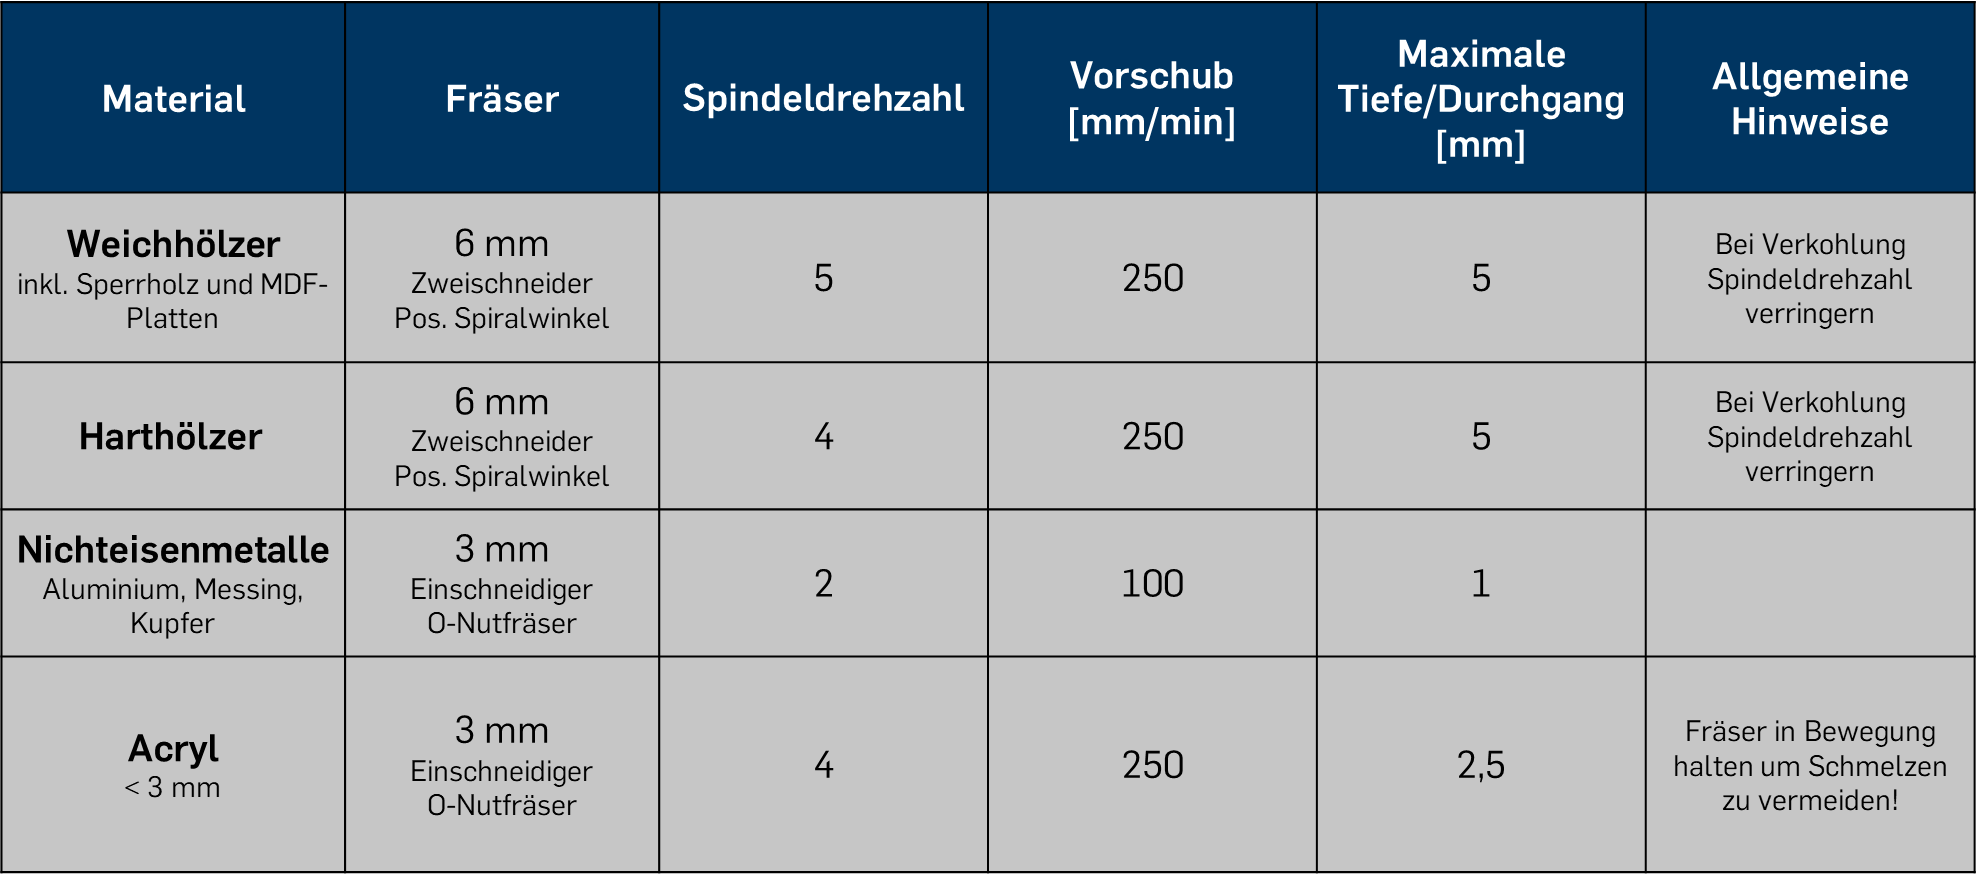 Material
Fräser
Spindeldrehzahl
Vorschub
[mm/min]
Maximale
Tiefe/Durchgang
[mm]
Allgemeine
Hinweise
Weichhölzer
inkl. Sperrholz und MDF-
Platten
6 mm
Zweischneider
Pos. Spiralwinkel
5
250
5
Bei Verkohlung
Spindeldrehzahl
verringern
Harthölzer
6 mm
Zweischneider
Pos. Spiralwinkel
4
250
5
Bei Verkohlung
Spindeldrehzahl
verringern
Nichteisenmetalle
Aluminium, Messing,
Kupfer
3 mm
Einschneidiger
O-Nutfräser
2
100
1
Acryl
< 3 mm
3 mm
Einschneidiger
O-Nutfräser
4
250
2,5
Fräser in Bewegung
halten um Schmelzen
zu vermeiden!